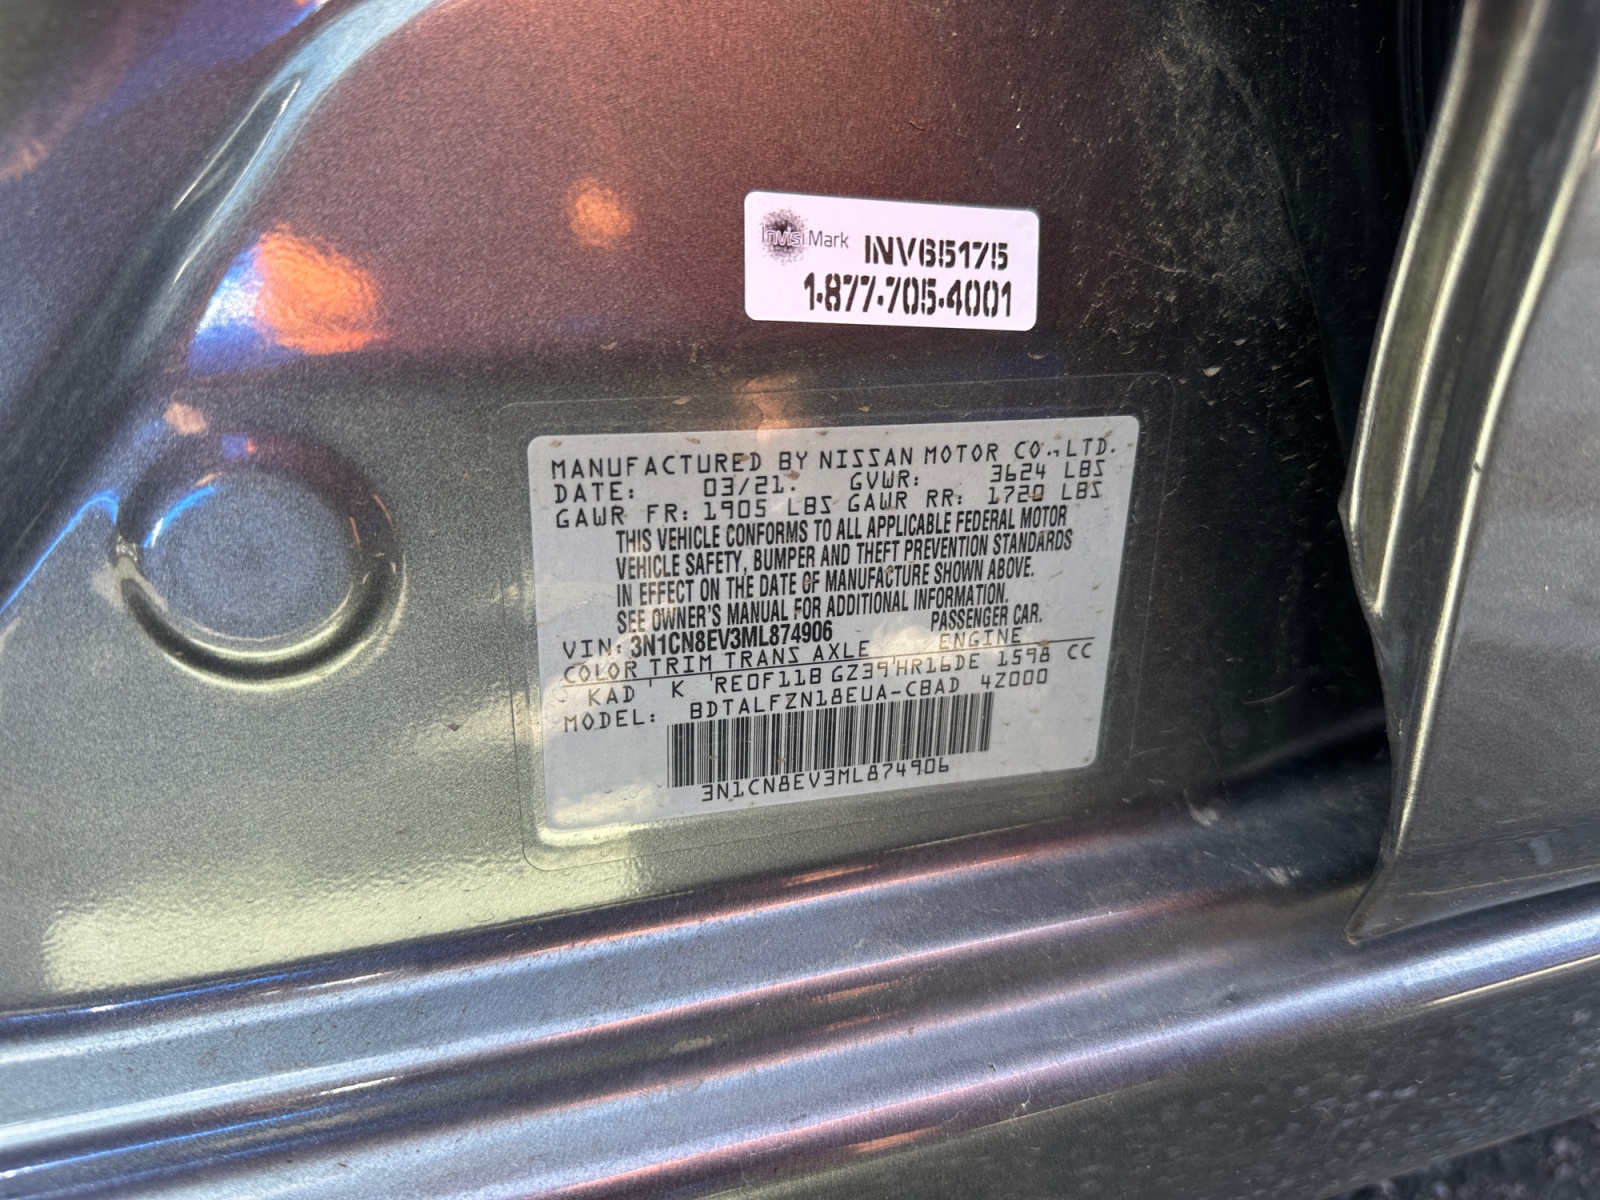 InvisiMark INV65175
1-877-705-4001
MANUFACTURED BY NISSAN MOTOR CO., LTD.
DATE: 03/21. GVWR: 3624 LBS
GAWR FR: 1905 LBS GAWR RR: 1720 LBS
THIS VEHICLE CONFORMS TO ALL APPLICABLE FEDERAL MOTOR
VEHICLE SAFETY, BUMPER AND THEFT PREVENTION STANDARDS
IN EFFECT ON THE DATE OF MANUFACTURE SHOWN ABOVE.
SEE OWNER'S MANUAL FOR ADDITIONAL INFORMATION.
VIN: 3N1CN8EV3ML874906 PASSENGER CAR.
COLOR TRIM TRANS AXLE ENGINE
KAD K RE0F11B GZ39 HR16DE 1598 CC
MODEL: BDTALFZN18EUA-CBAD 4Z000
3N1CN8EV3ML874906